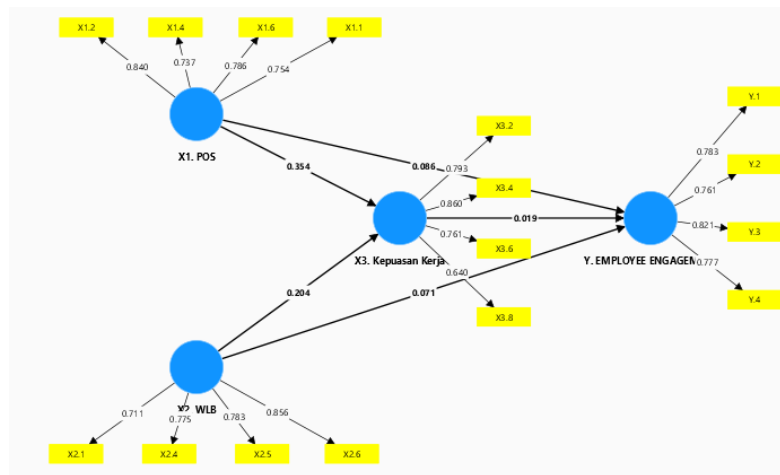 X1.2
X1.4
X1.6
X1.1
0.840
0.737
0.786
0.754
X1. POS
0.354
0.086
X3.2
0.793
X3.4
0.860
0.019
0.761
X3.6
X3. Kepuasan Kerja
0.640
X3.8
Y.1
0.783
Y.2
0.761
0.821
Y.3
Y. EMPLOYEE ENGAGEM
0.777
Y.4
0.204
0.071
X2. WLB
0.711
0.775
0.783
0.856
X2.1
X2.4
X2.5
X2.6